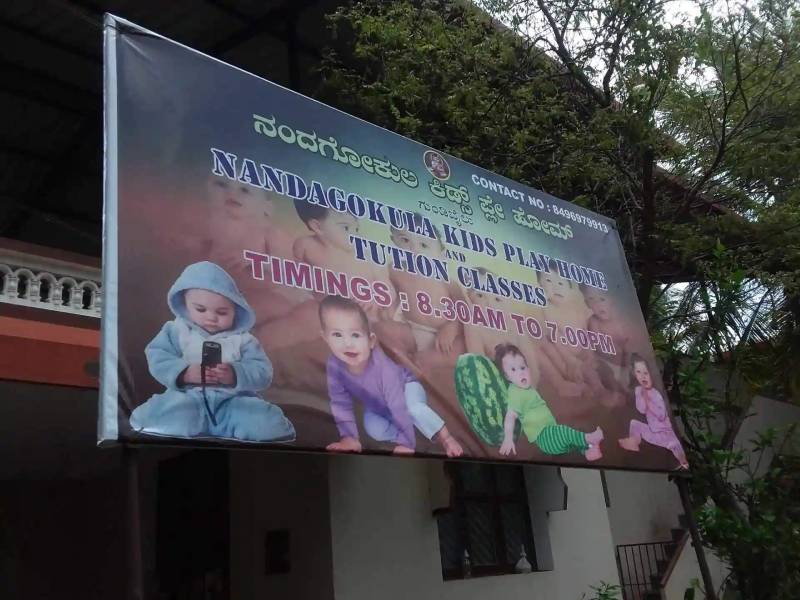 ನಂದಗೋಕುಲ ಕಿಡ್ಸ್ ಪ್ಲೇ ಹೋಮ್
CONTACT NO : 8496979913
NANDAGOKULA KIDS PLAY HOME
AND
TUTION CLASSES
TIMINGS : 8.30AM TO 7.00PM